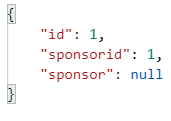 {
"id": 1,
"sponsorid": 1,
"sponsor": null
}